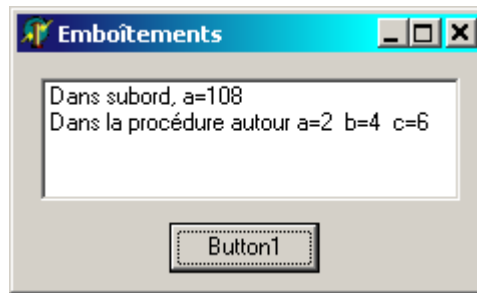 Emboîtements
Dans subord, a=108
Dans la procédure autour a=2  b=4  c=6
Button1